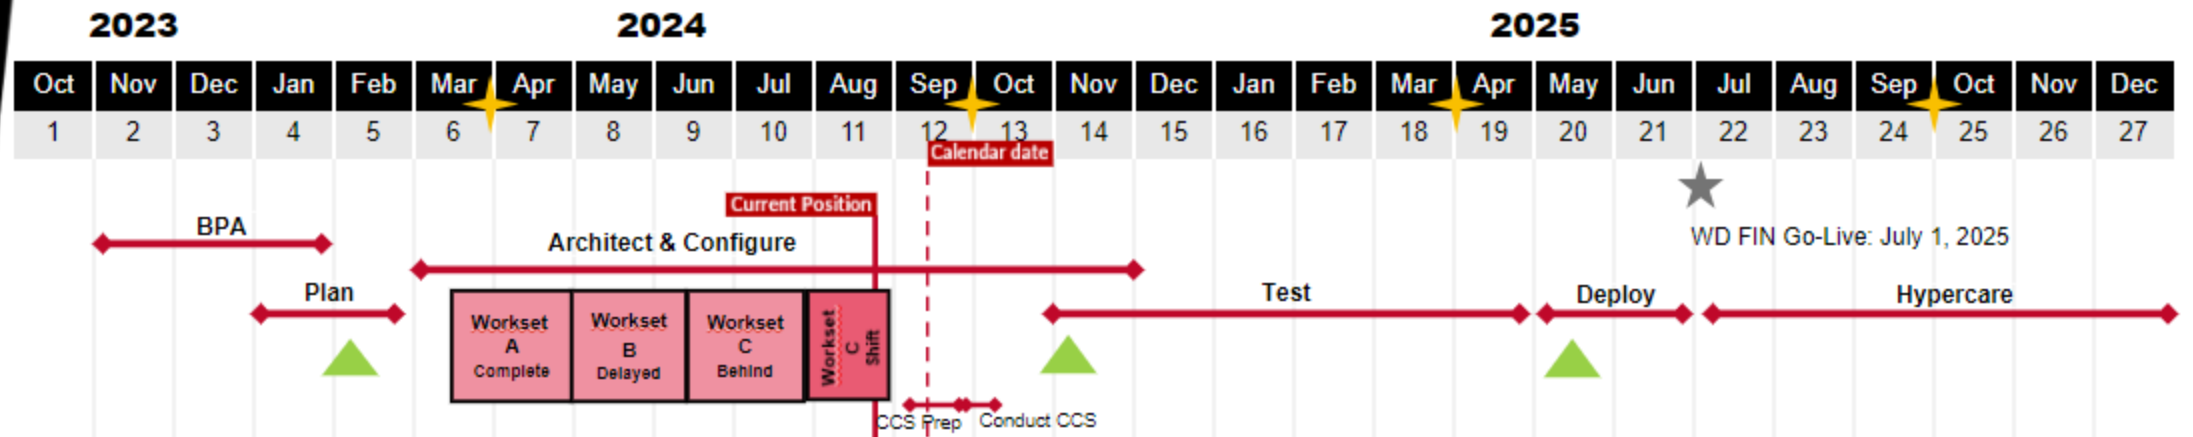 2023 2024 2025
Oct Nov Dec Jan Feb Mar Apr May Jun Jul Aug Sep Oct Nov Dec Jan Feb Mar Apr May Jun Jul Aug Sep Oct Nov Dec
1 2 3 4 5 6 7 8 9 10 11 12 13 14 15 16 17 18 19 20 21 22 23 24 25 26 27
Calendar date
Current Position
BPA
Architect & Configure
WD FIN Go-Live: July 1, 2025
Plan
Test
Deploy
Hypercare
Workset
A
Complete
Workset
B
Delayed
Workset
C
Behind
Workset
C
Shift
CCS Prep
Conduct CCS